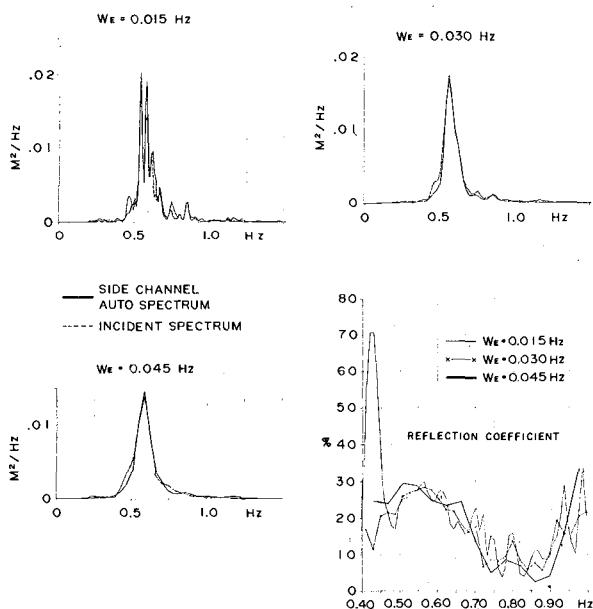 WE = 0.015 Hz
.02
.01
0
M²/Hz
0 0.5 1.0 Hz
WE = 0.030 Hz
.02
.01
0
M²/Hz
0 0.5 1.0 Hz
SIDE CHANNEL
AUTO SPECTRUM
INCIDENT SPECTRUM
WE = 0.045 Hz
.01
0
M²/Hz
0 0.5 1.0 Hz
80
70
60
50
40
30
20
10
0
%
WE = 0.015 Hz
WE = 0.030 Hz
WE = 0.045 Hz
REFLECTION COEFFICIENT
0.40 0.50 0.60 0.70 0.80 0.90 Hz